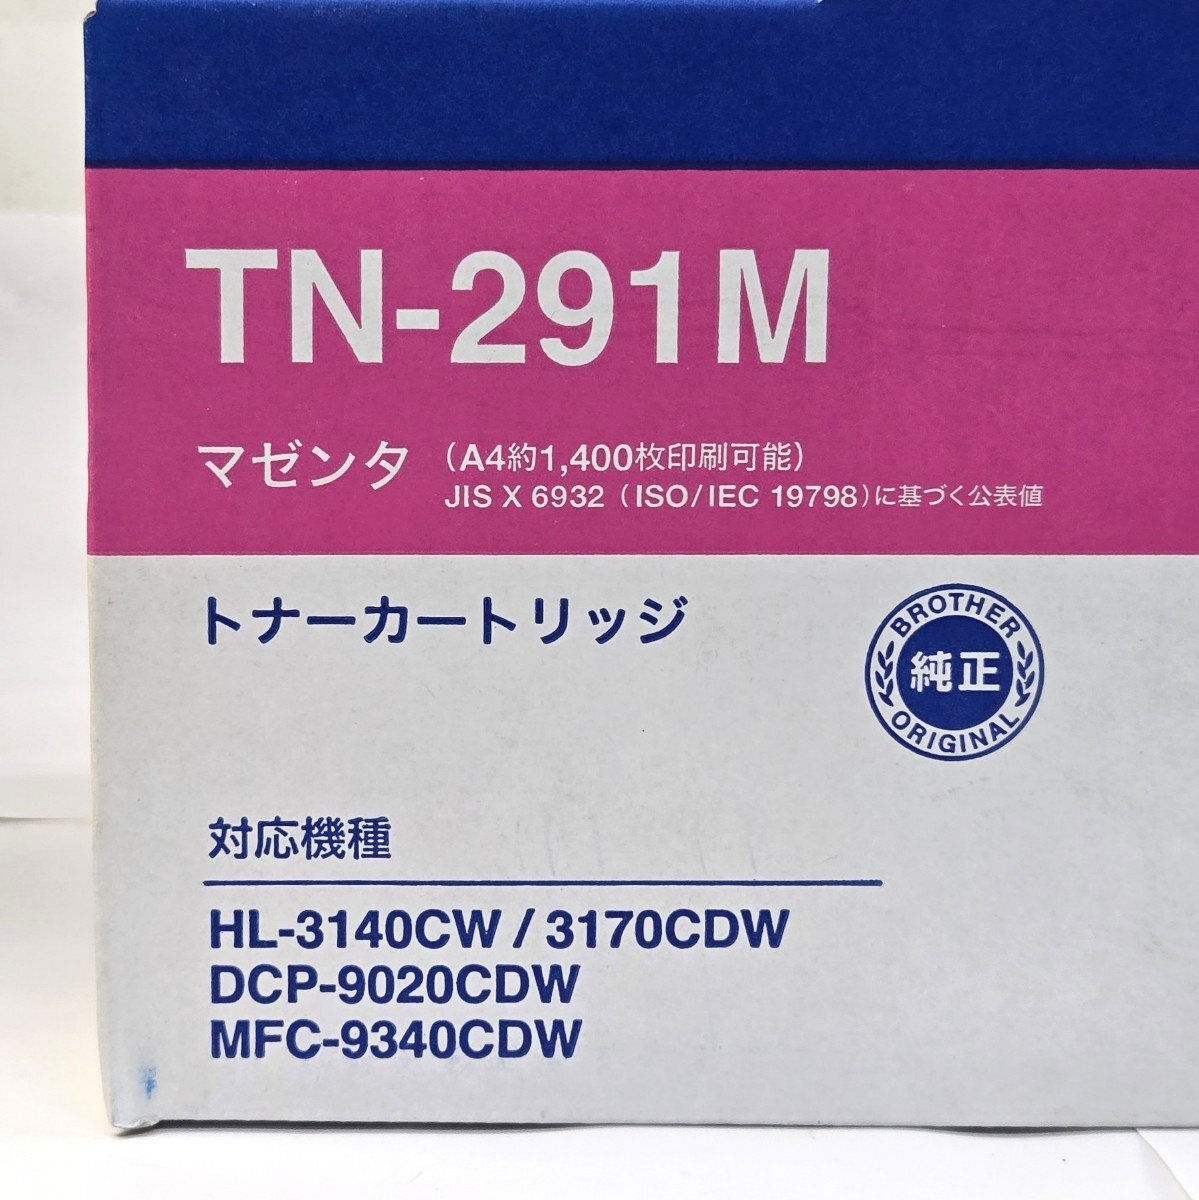 TN-291M
マゼンタ (A4約1,400枚印刷可能)
JIS X 6932 (ISO/IEC 19798)に基づく公表値
トナーカートリッジ
BROTHER
純正
ORIGINAL
対応機種
HL-3140CW / 3170CDW
DCP-9020CDW
MFC-9340CDW